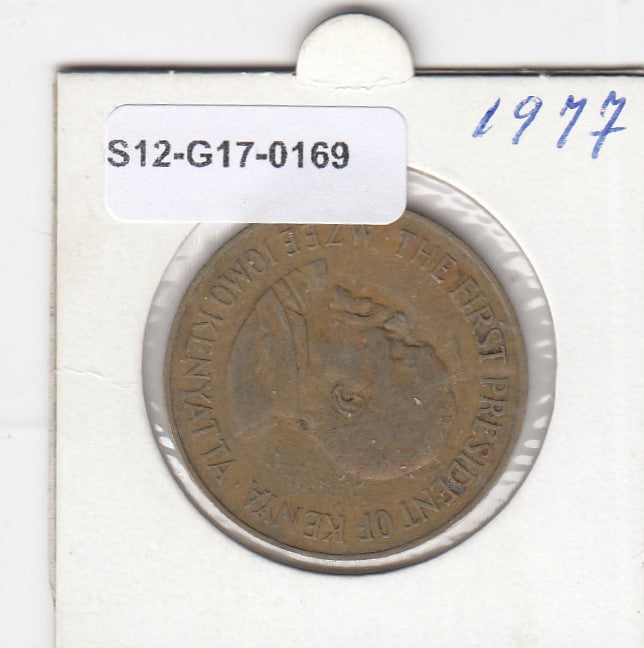 S12-G17-0169
1977
· THE FIRST PRESIDENT OF KENYA ·
MZEE JOMO KENYATTA